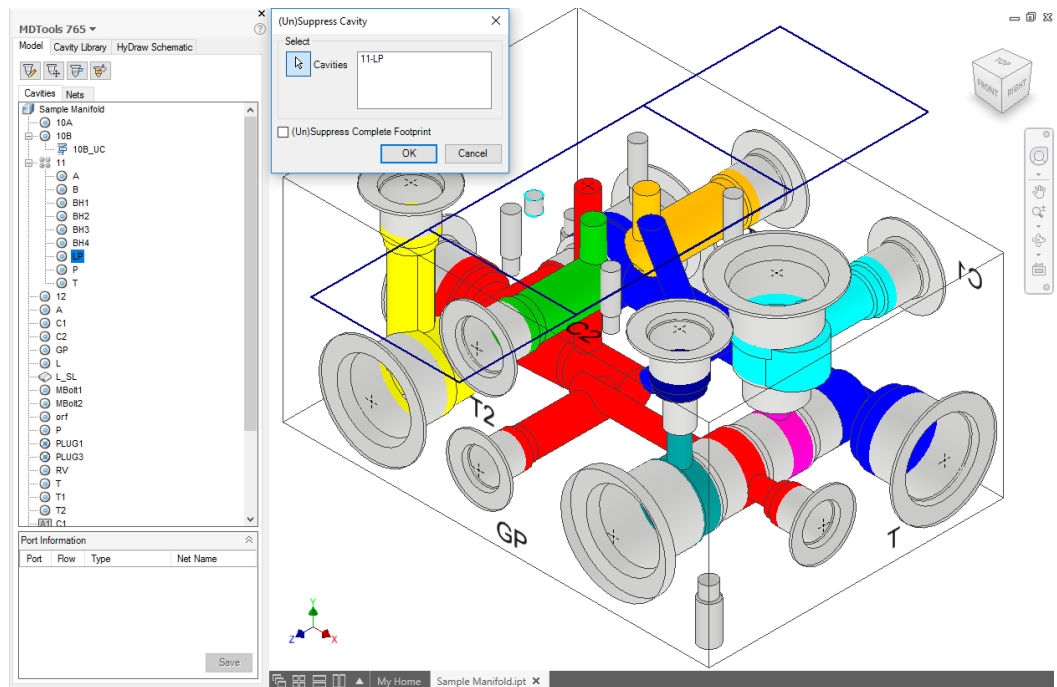 MDTools 765
Model Cavity Library HyDraw Schematic
Cavities Nets
Sample Manifold
10A
10B
10B_UC
11
A
B
BH1
BH2
BH3
BH4
LP
P
T
12
A
C1
C2
GP
L
L_SL
MBolt1
MBolt2
orf
P
PLUG1
PLUG3
RV
T
T1
T2
A1 C1
Port Information
Port Flow Type Net Name
Save
(Un)Suppress Cavity
Select
Cavities
11-LP
(Un)Suppress Complete Footprint
OK Cancel
TOP
FRONT RIGHT
C1
C2
T2
GP
T
Y
Z X
My Home Sample Manifold.ipt